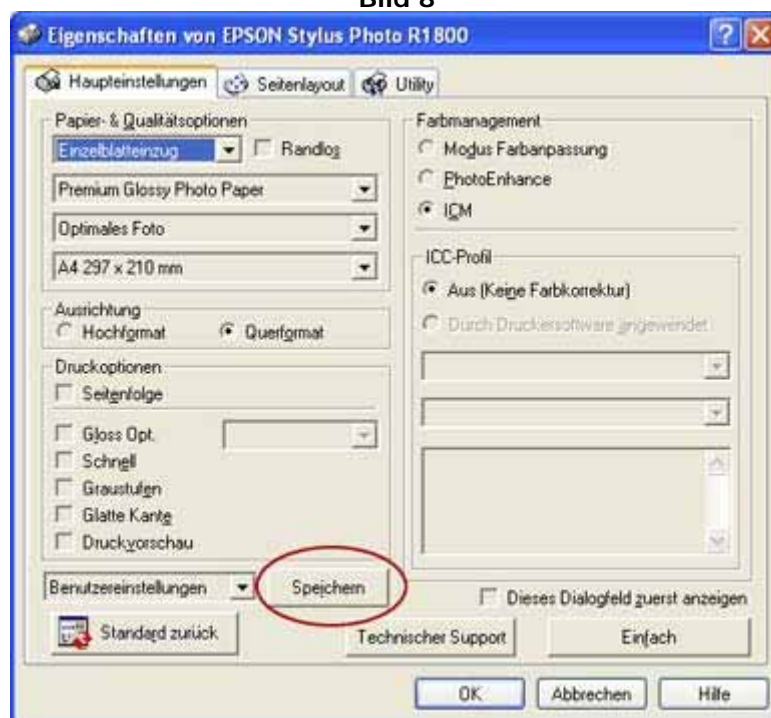 Bild 8
Eigenschaften von EPSON Stylus Photo R1800
Haupteinstellungen Seitenlayout Utility
Papier- & Qualitätsoptionen
Einzelblatteinzug Randlos
Premium Glossy Photo Paper
Optimales Foto
A4 297 x 210 mm
Ausrichtung
Hochformat Querformat
Druckoptionen
Seitenfolge
Gloss Opt.
Schnell
Graustufen
Glatte Kante
Druckvorschau
Farbmanagement
Modus Farbanpassung
PhotoEnhance
ICM
ICC-Profil
Aus (Keine Farbkorrektur)
Durch Druckersoftware angewendet
Benutzereinstellungen Speichern
Dieses Dialogfeld zuerst anzeigen
Standard zurück Technischer Support Einfach
OK Abbrechen Hilfe